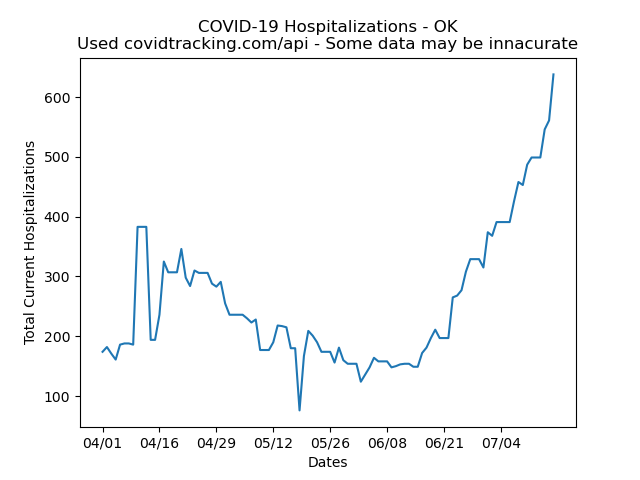 COVID-19 Hospitalizations - OK
Used covidtracking.com/api - Some data may be innacurate
Total Current Hospitalizations
600
500
400
300
200
100
04/01 04/16 04/29 05/12 05/26 06/08 06/21 07/04
Dates